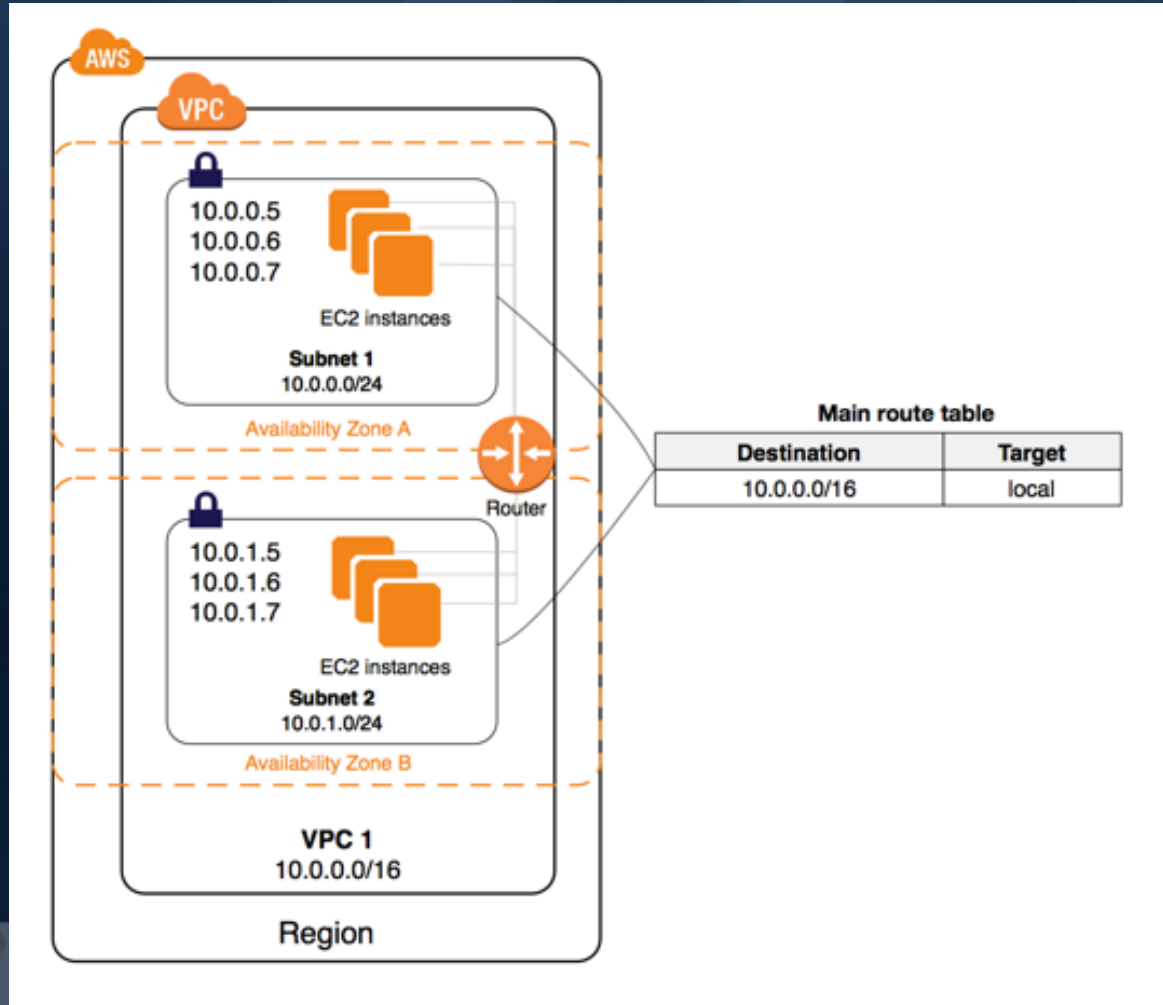 AWS
VPC
10.0.0.5
10.0.0.6
10.0.0.7
EC2 instances
Subnet 1
10.0.0.0/24
Availability Zone A
Router
10.0.1.5
10.0.1.6
10.0.1.7
EC2 instances
Subnet 2
10.0.1.0/24
Availability Zone B
VPC 1
10.0.0.0/16
Region
Main route table
Destination Target
10.0.0.0/16 local